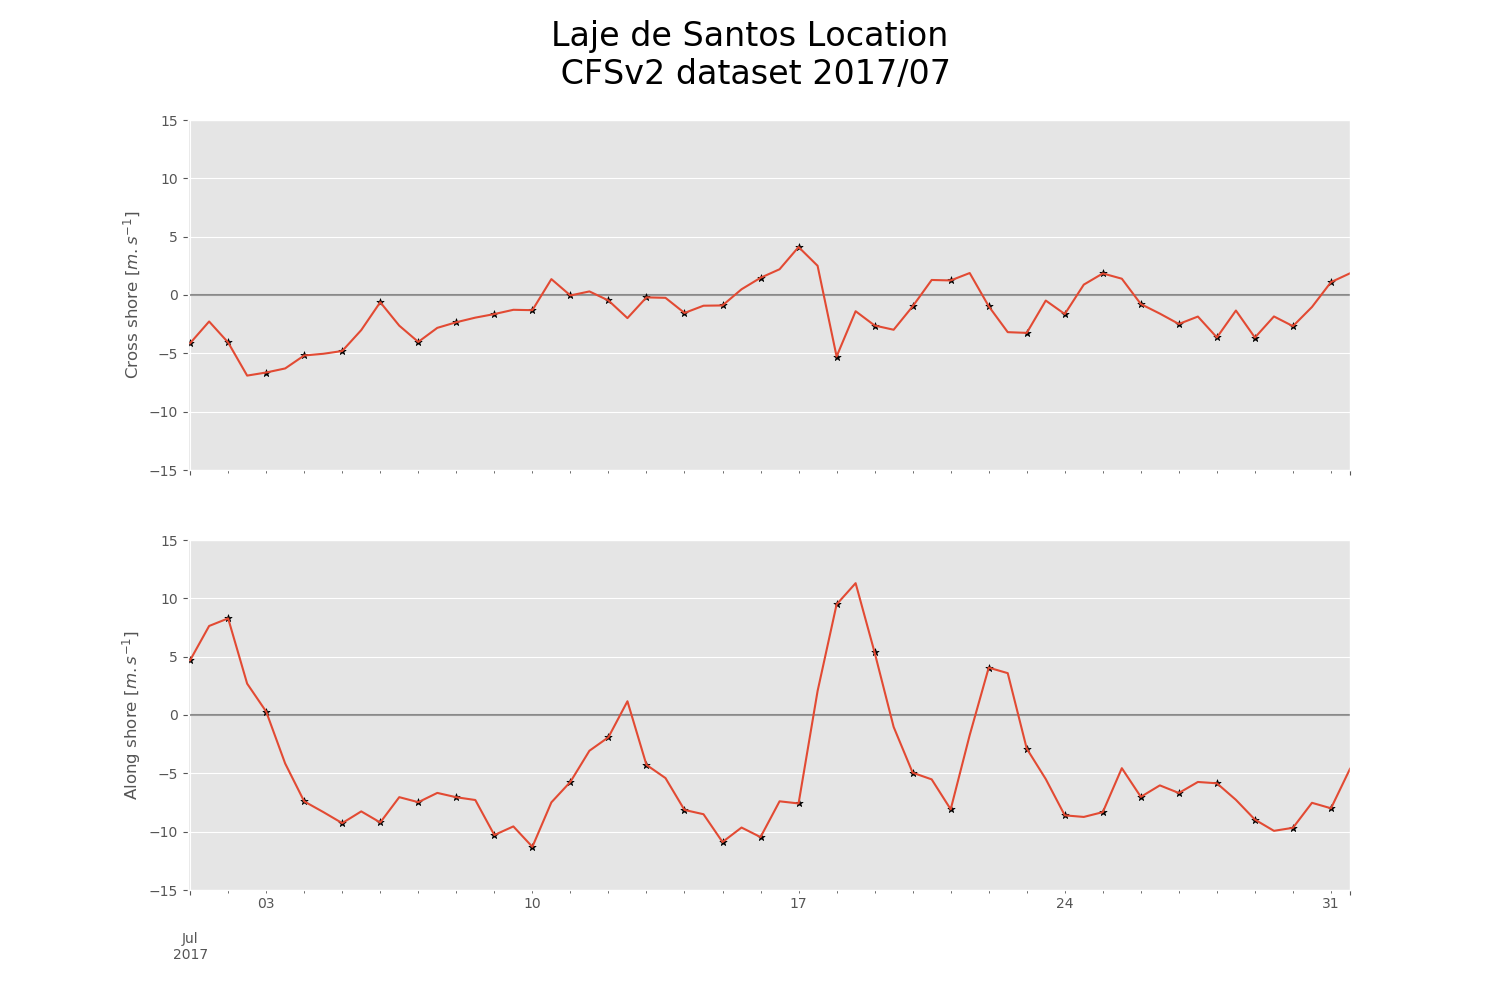 Laje de Santos Location
CFSv2 dataset 2017/07
15
10
5
0
−5
−10
−15
Cross shore [m.s⁻¹]
15
10
5
0
−5
−10
−15
Along shore [m.s⁻¹]
03 10 17 24 31
Jul
2017